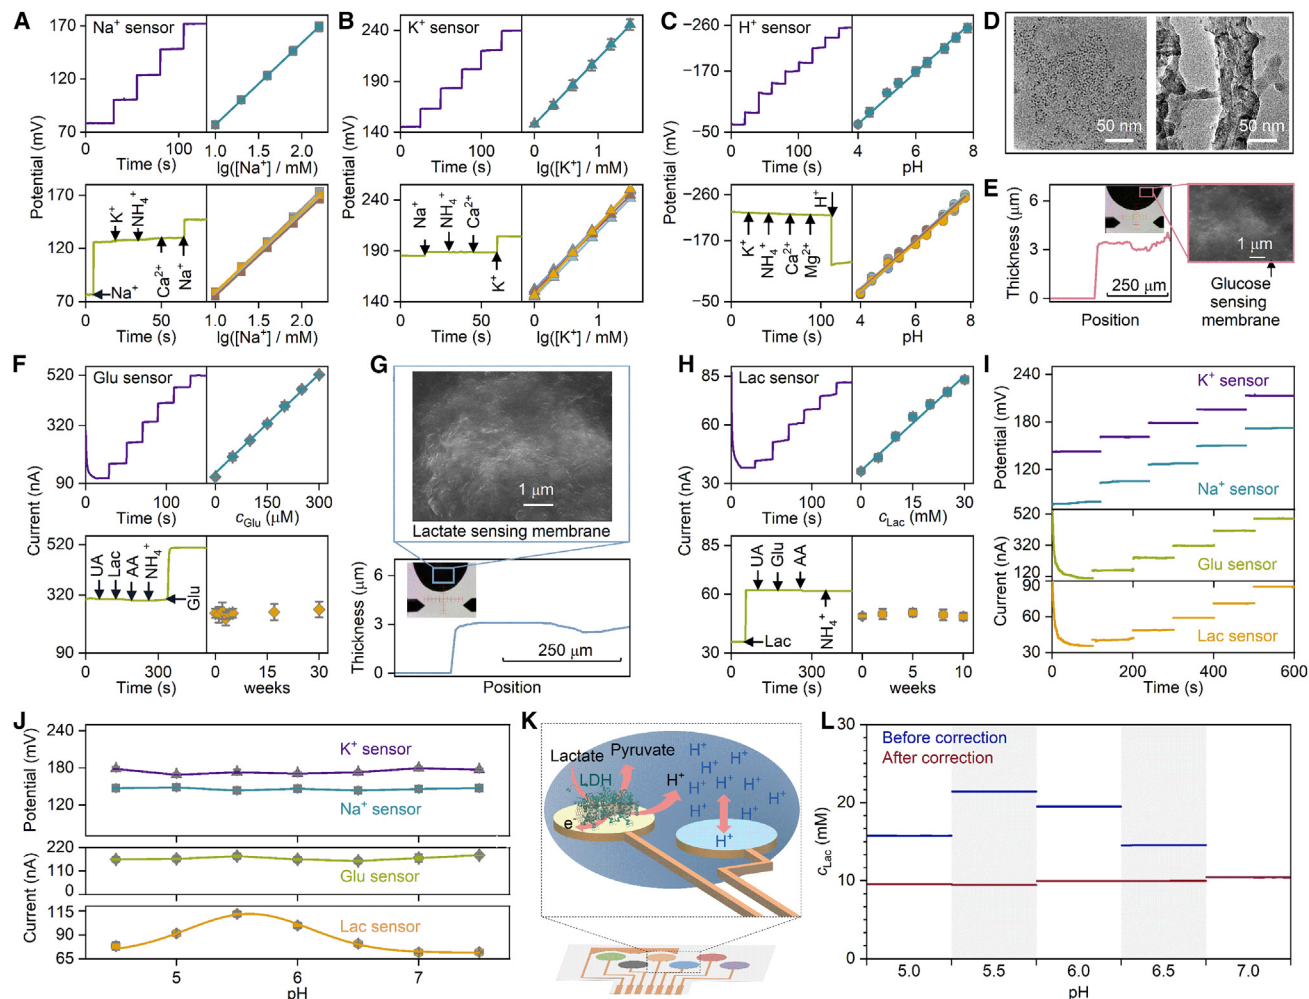 A
Na⁺ sensor
170
120
70
Potential (mV)
0
100
Time (s)
1.0
1.5
2.0
lg([Na⁺] / mM)
170
120
70
K⁺
NH₄⁺
Na⁺
Ca²⁺
Na⁺
0
50
Time (s)
1.0
1.5
2.0
lg([Na⁺] / mM)
B
K⁺ sensor
240
190
140
Potential (mV)
0
100
Time (s)
0
1
lg([K⁺] / mM)
240
190
140
Na⁺
NH₄⁺
Ca²⁺
K⁺
0
50
Time (s)
0
1
lg([K⁺] / mM)
C
H⁺ sensor
−260
−170
−50
Potential (mV)
0
100
Time (s)
4
6
8
pH
−260
−170
−50
K⁺
NH₄⁺
Ca²⁺
Mg²⁺
H⁺
0
100
Time (s)
4
6
8
pH
D
50 nm
50 nm
E
Thickness (μm)
6
3
0
250 μm
Position
1
μm
Glucose
sensing
membrane
F
Glu sensor
520
320
90
Current (nA)
0
100
Time (s)
0
150
300
c_Glu (μM)
520
320
90
UA
Lac
AA
NH₄⁺
Glu
0
300
Time (s)
0
15
30
weeks
G
1 μm
Lactate sensing membrane
Thickness (μm)
6
3
0
250 μm
Position
H
Lac sensor
85
60
30
Current (nA)
0
100
Time (s)
0
15
30
c_Lac (mM)
85
60
30
UA
Glu
AA
Lac
NH₄⁺
0
300
Time (s)
0
5
10
weeks
I
240
180
120
Potential (mV)
K⁺ sensor
Na⁺ sensor
520
320
120
Current (nA)
Glu sensor
90
60
30
Lac sensor
0
200
400
600
Time (s)
J
240
180
120
Potential (mV)
K⁺ sensor
Na⁺ sensor
220
110
0
Current (nA)
Glu sensor
115
90
65
Lac sensor
5
6
7
pH
K
Lactate
Pyruvate
LDH
e⁻
H⁺
H⁺
H⁺
H⁺
H⁺
H⁺
H⁺
H⁺
H⁺
H⁺
H⁺
L
Before correction
After correction
30
20
10
0
c_Lac (mM)
5.0
5.5
6.0
6.5
7.0
pH